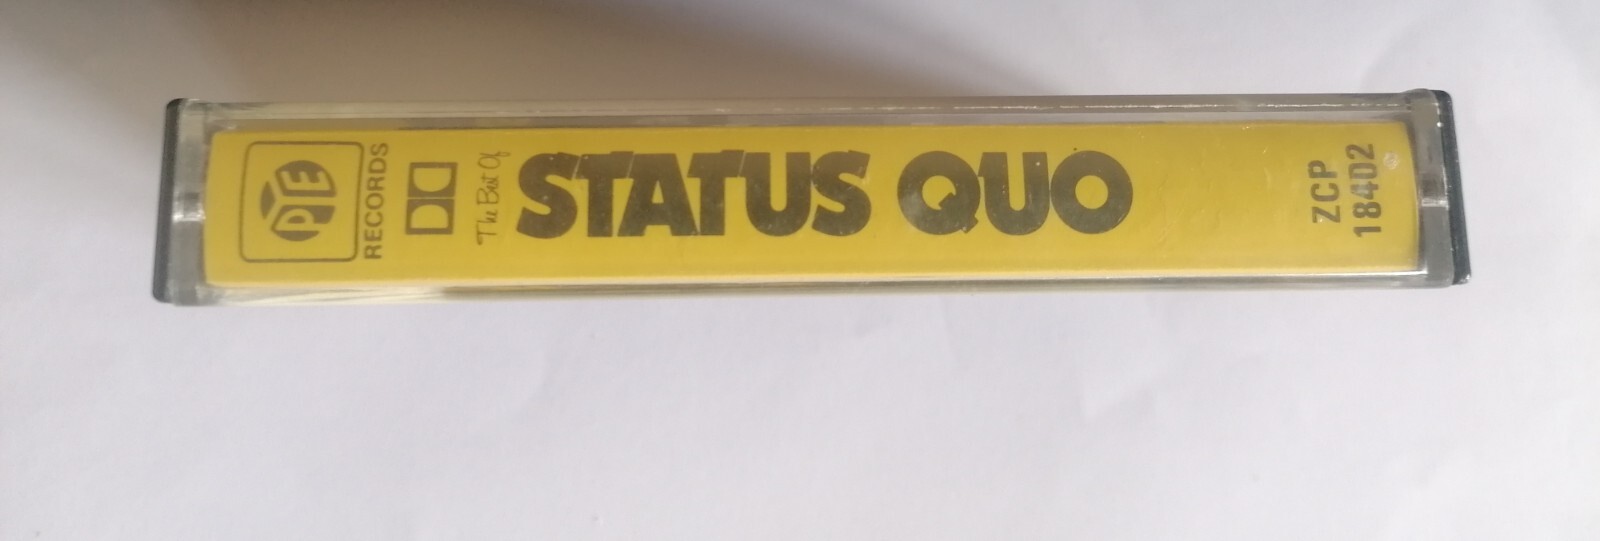 PYE
RECORDS
The Best Of
STATUS QUO
ZCP
18402